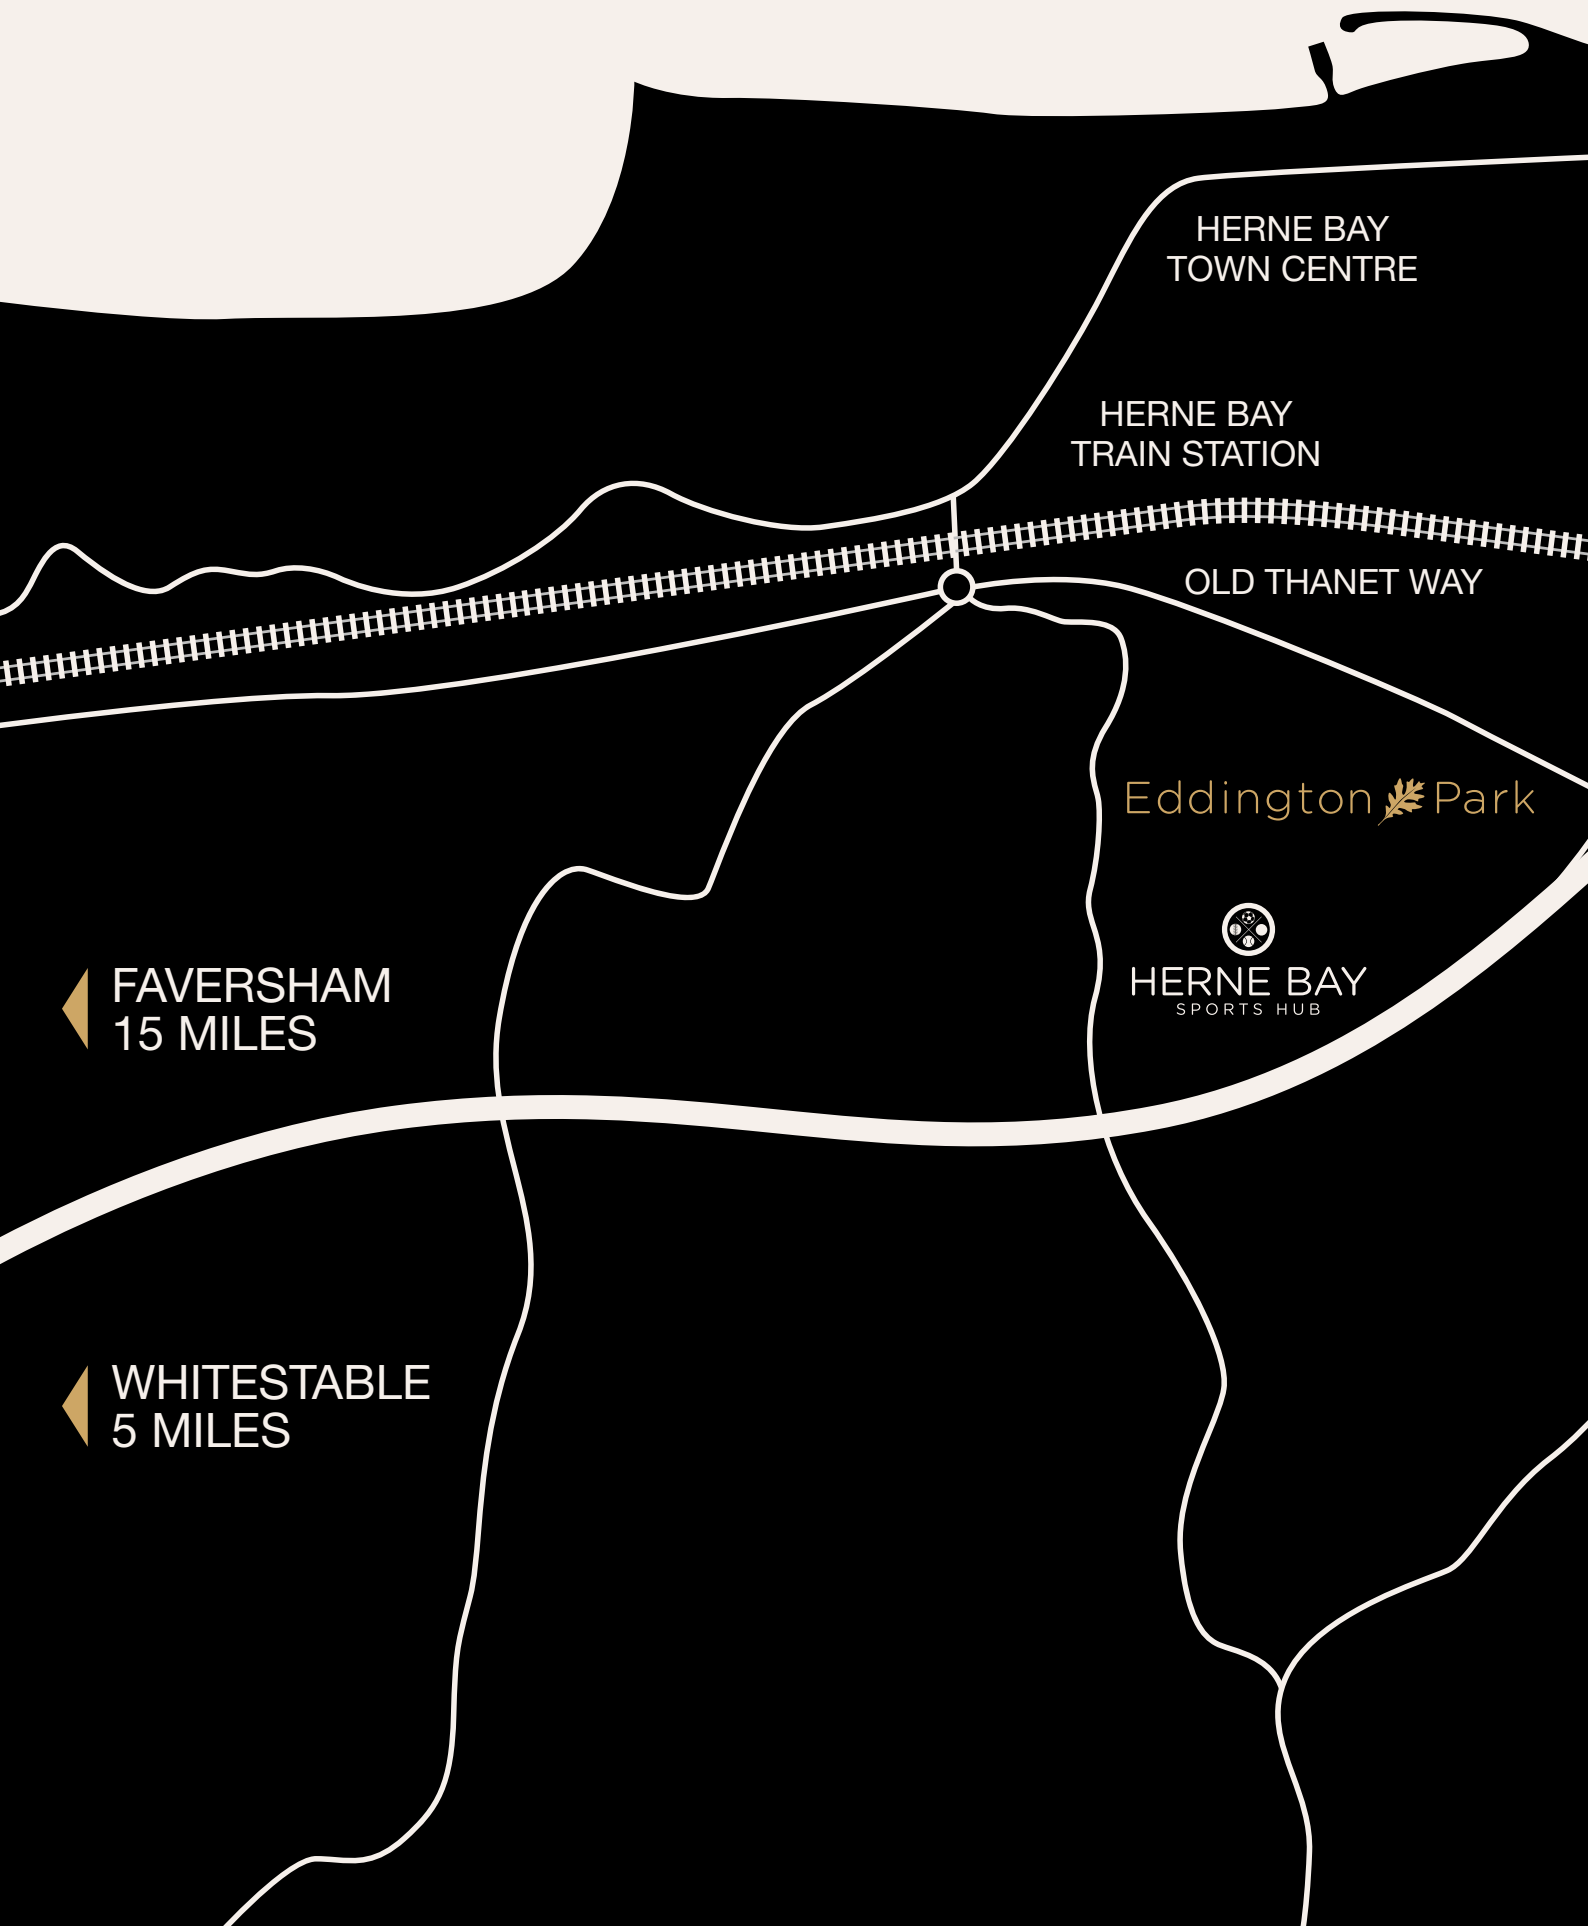 HERNE BAY
TOWN CENTRE
HERNE BAY
TRAIN STATION
OLD THANET WAY
Eddington Park
HERNE BAY
SPORTS HUB
FAVERSHAM
15 MILES
WHITESTABLE
5 MILES